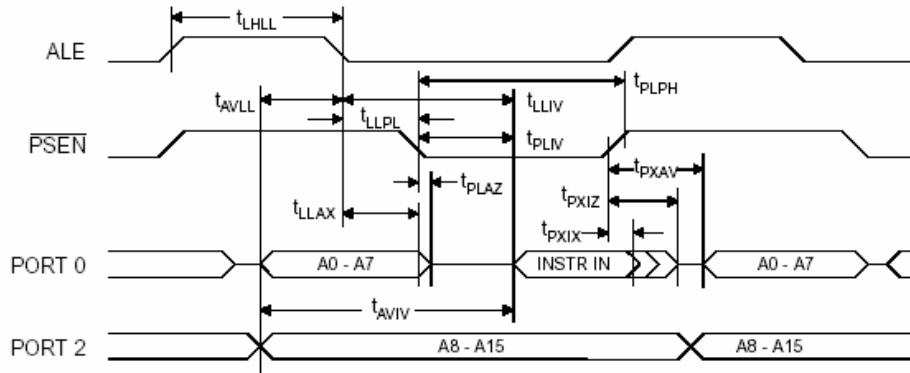 tLHLL
ALE
tPLPH
tAVLL
tLLIV
tLLPL
PSEN
tPLIV
tPXAV
tPLAZ
tPXIZ
tLLAX
tPXIX
PORT 0
A0 - A7
INSTR IN
A0 - A7
tAVIV
PORT 2
A8 - A15
A8 - A15